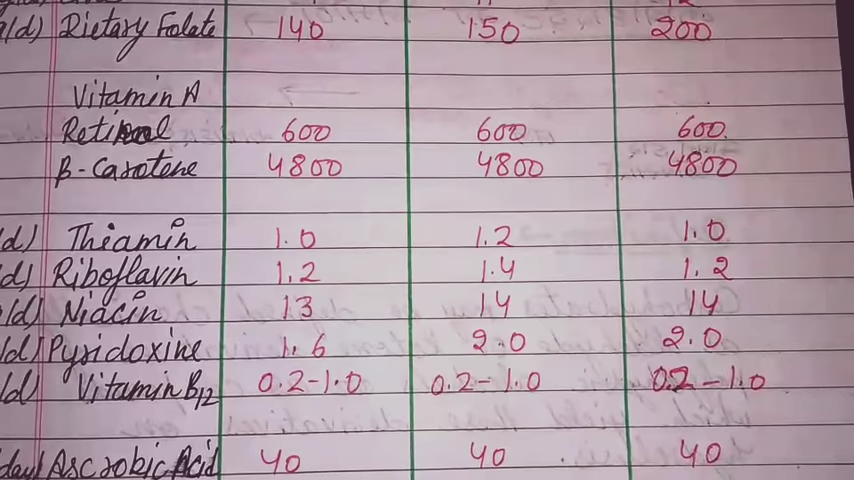 /d) Dietary Folate 140 150 200
Vitamin A
Retinal 600 600 600.
β-Carotene 4800 4800 4800
d) Thiamin 1.0 1.2 1.0
d) Riboflavin 1.2 1.4 1.2
/d) Niacin 13 14 14
/d) Pyridoxine 1.6 2.0 2.0
/d) Vitamin B12 0.2-1.0 0.2-1.0 0.2-1.0
day) Ascrobic Acid 40 40 40